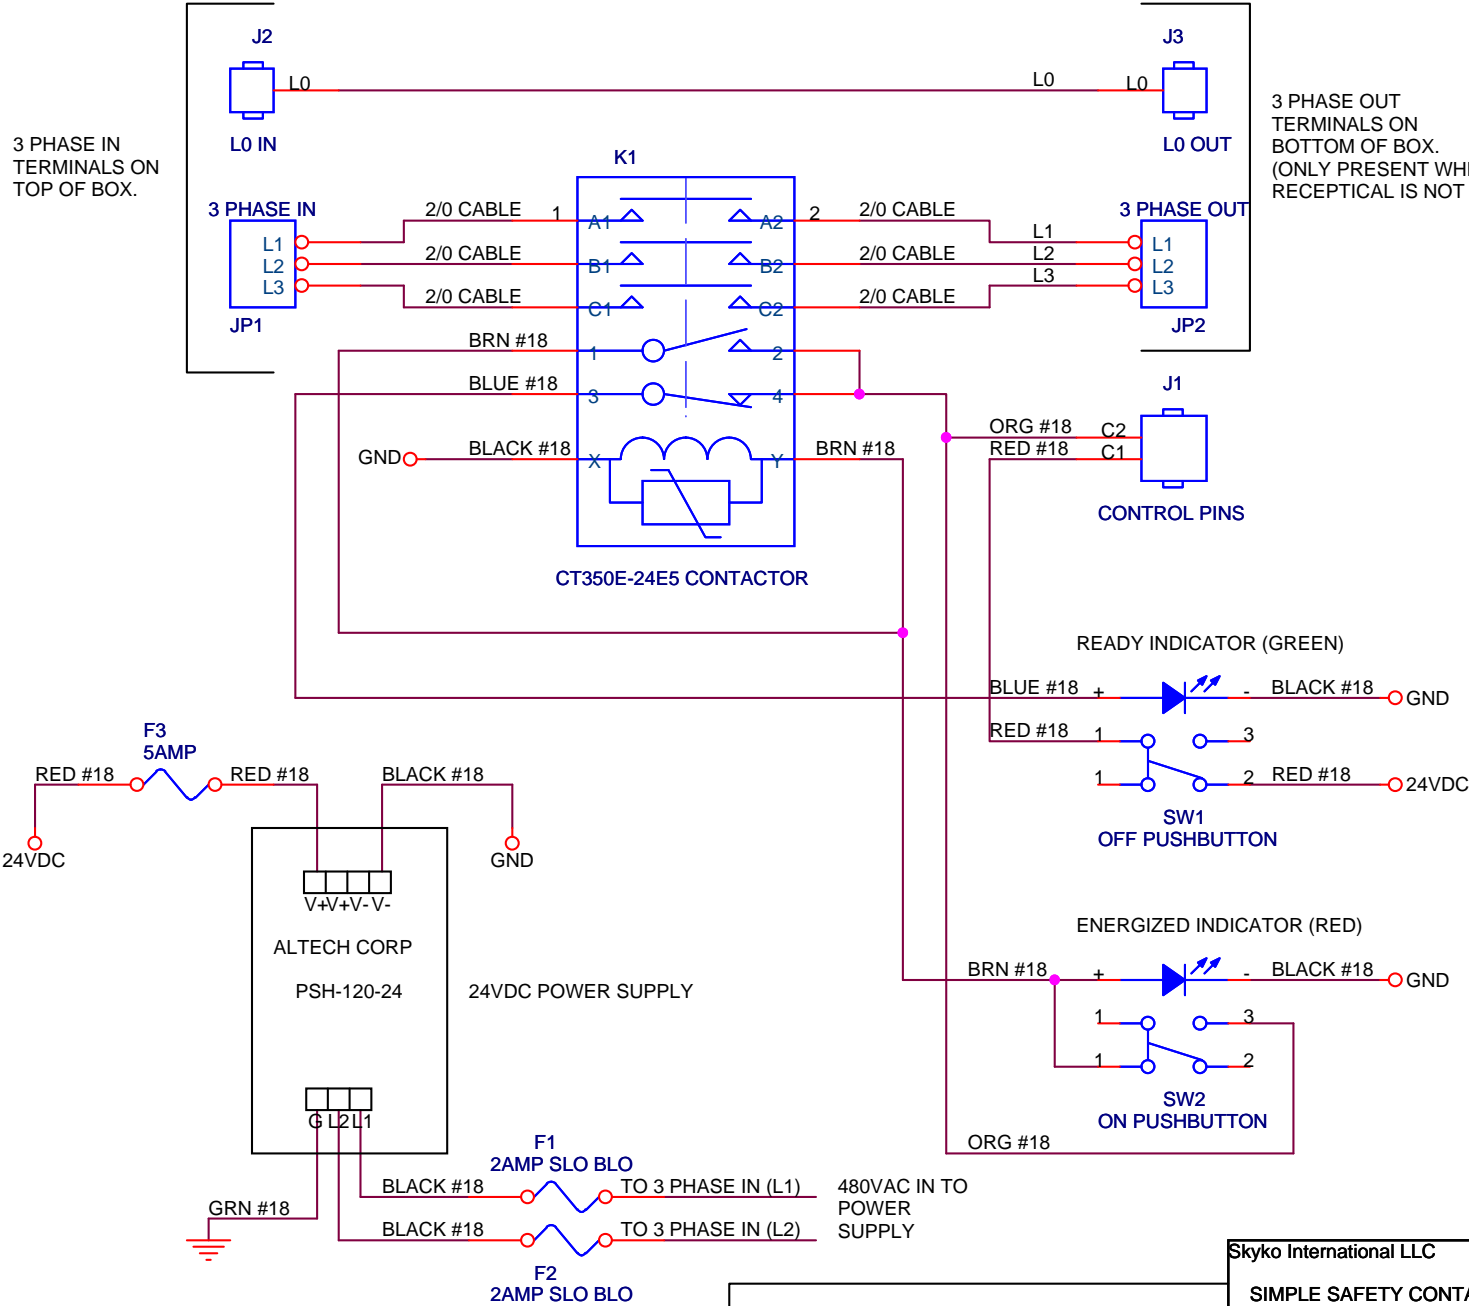 J2
J3
L0
L0
L0
L0 IN
L0 OUT
3 PHASE IN
TERMINALS ON
TOP OF BOX.
3 PHASE OUT
TERMINALS ON
BOTTOM OF BOX.
(ONLY PRESENT WH
RECEPTICAL IS NOT
K1
3 PHASE IN
2/0 CABLE
1
A1
A2
2
2/0 CABLE
3 PHASE OUT
L1
L1
L1
L2
2/0 CABLE
B1
B2
2/0 CABLE
L2
L2
L3
L3
L3
2/0 CABLE
C1
C2
2/0 CABLE
JP1
JP2
BRN #18
1
2
BLUE #18
3
4
J1
GND
BLACK #18
X
Y
BRN #18
ORG #18
C2
RED #18
C1
CONTROL PINS
CT350E-24E5 CONTACTOR
READY INDICATOR (GREEN)
BLUE #18
+
-
BLACK #18
GND
RED #18
1
3
1
2
RED #18
24VDC
SW1
OFF PUSHBUTTON
F3
5AMP
RED #18
RED #18
BLACK #18
24VDC
GND
V+
V+
V-
V-
ALTECH CORP
PSH-120-24
24VDC POWER SUPPLY
G
L2
L1
ENERGIZED INDICATOR (RED)
BRN #18
+
-
BLACK #18
GND
1
3
1
2
SW2
ON PUSHBUTTON
ORG #18
F1
2AMP SLO BLO
BLACK #18
TO 3 PHASE IN (L1)
480VAC IN TO
POWER
SUPPLY
GRN #18
BLACK #18
TO 3 PHASE IN (L2)
F2
2AMP SLO BLO
Skyko International LLC
SIMPLE SAFETY CONTA